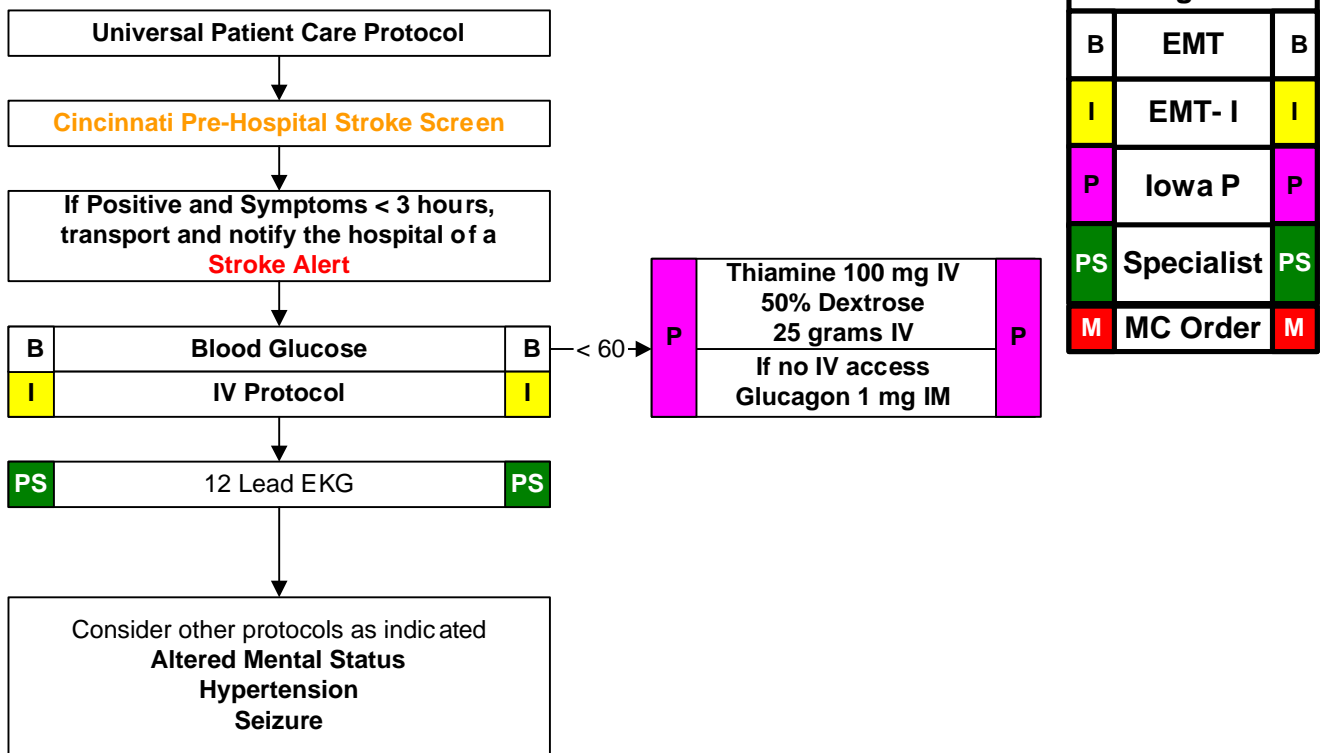 Universal Patient Care Protocol
Cincinnati Pre-Hospital Stroke Screen
If Positive and Symptoms < 3 hours,
transport and notify the hospital of a
Stroke Alert
B Blood Glucose B
< 60
I IV Protocol I
P
Thiamine 100 mg IV
50% Dextrose
25 grams IV
If no IV access
Glucagon 1 mg IM
P
PS 12 Lead EKG PS
Consider other protocols as indicated
Altered Mental Status
Hypertension
Seizure
B EMT B
I EMT- I I
P Iowa P P
PS Specialist PS
M MC Order M